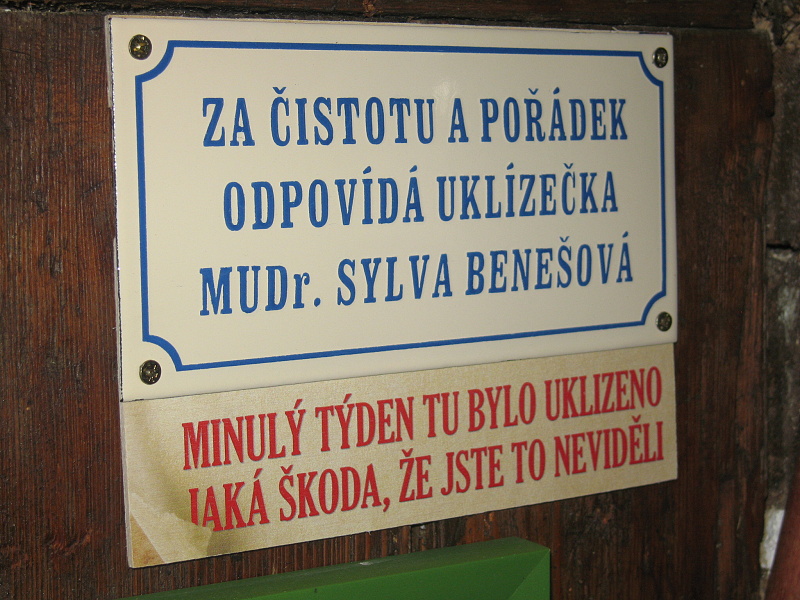 ZA ČISTOTU A POŘÁDEK
ODPOVÍDÁ UKLÍZEČKA
MUDr. SYLVA BENEŠOVÁ
MINULÝ TÝDEN TU BYLO UKLIZENO
JAKÁ ŠKODA, ŽE JSTE TO NEVIDĚLI